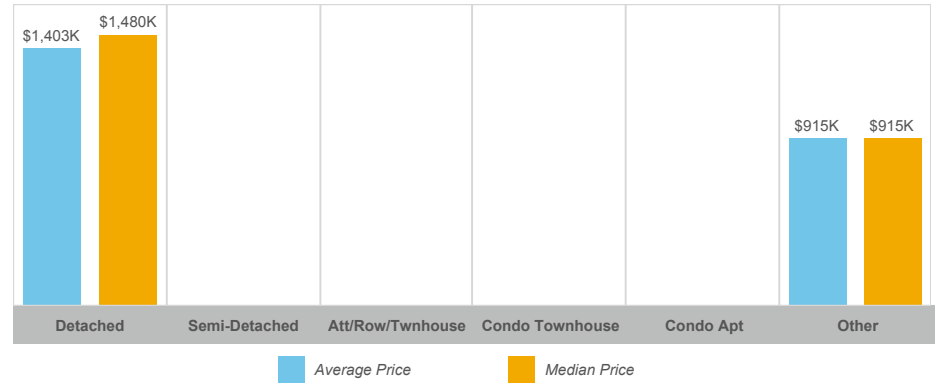 $1,480K
$1,403K
$915K $915K
Detached Semi-Detached Att/Row/Twnhouse Condo Townhouse Condo Apt Other
Average Price Median Price